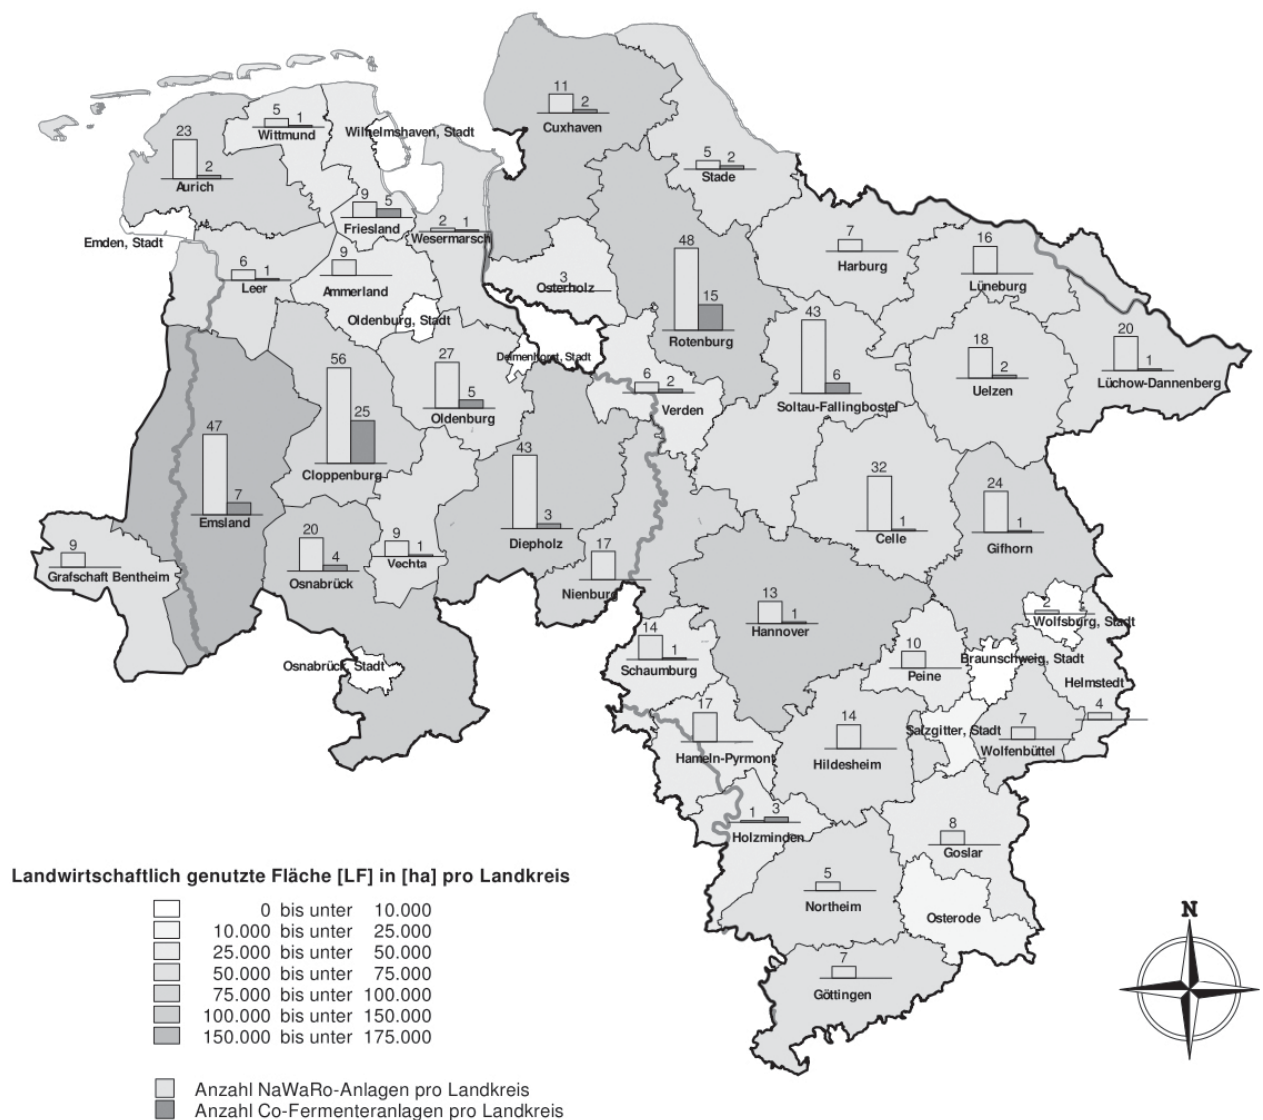 11
2
Cuxhaven
5
1
Wittmund
Wilhelmshaven, Stadt
23
2
Aurich
5
2
Stade
9
5
Friesland
2
1
Wesermarsch
Emden, Stadt
7
Harburg
16
Lüneburg
6
1
Leer
9
Ammerland
3
Osterholz
48
15
Rotenburg
Oldenburg, Stadt
43
6
Soltau-Fallingbostel
18
2
Uelzen
20
1
Lüchow-Dannenberg
Delmenhorst, Stadt
56
25
Cloppenburg
27
5
Oldenburg
6
2
Verden
47
7
Emsland
43
3
Diepholz
32
1
Celle
24
1
Gifhorn
9
Grafschaft Bentheim
20
4
Osnabrück
9
1
Vechta
17
Nienburg
13
1
Hannover
2
Wolfsburg, Stadt
14
1
Schaumburg
10
Peine
Braunschweig, Stadt
Osnabrück, Stadt
Helmstedt
4
17
Hameln-Pyrmont
14
Hildesheim
Salzgitter, Stadt
7
Wolfenbüttel
1
3
Holzminden
8
Goslar
5
Northeim
Osterode
7
Göttingen
N
Landwirtschaftlich genutzte Fläche [LF] in [ha] pro Landkreis
0 bis unter 10.000
10.000 bis unter 25.000
25.000 bis unter 50.000
50.000 bis unter 75.000
75.000 bis unter 100.000
100.000 bis unter 150.000
150.000 bis unter 175.000
Anzahl NaWaRo-Anlagen pro Landkreis
Anzahl Co-Fermenteranlagen pro Landkreis